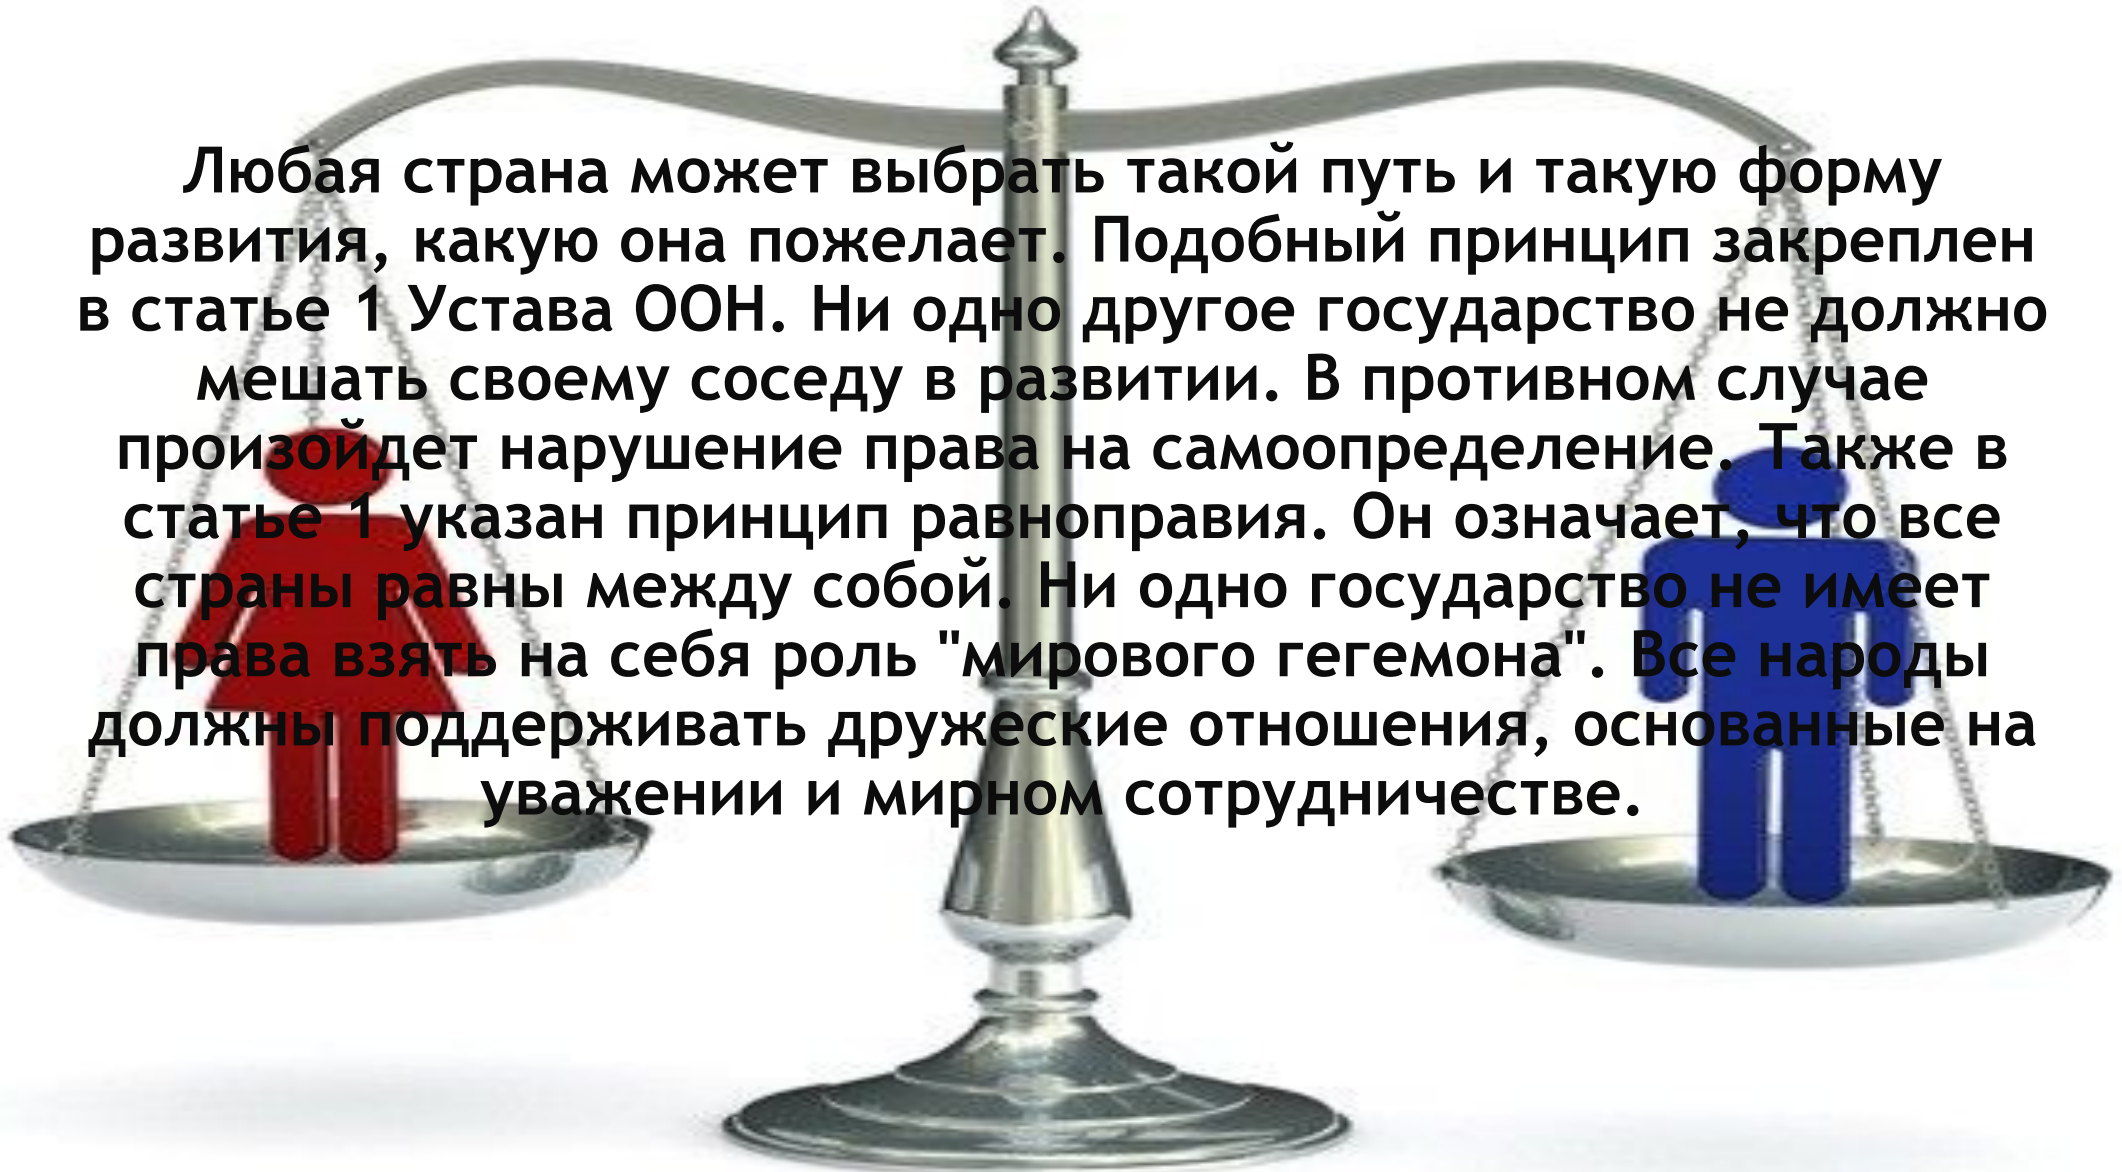 Любая страна может выбрать такой путь и такую форму
развития, какую она пожелает. Подобный принцип закреплен
в статье 1 Устава ООН. Ни одно другое государство не должно
мешать своему соседу в развитии. В противном случае
произойдет нарушение права на самоопределение. Также в
статье 1 указан принцип равноправия. Он означает, что все
страны равны между собой. Ни одно государство не имеет
права взять на себя роль "мирового гегемона". Все народы
должны поддерживать дружеские отношения, основанные на
уважении и мирном сотрудничестве.